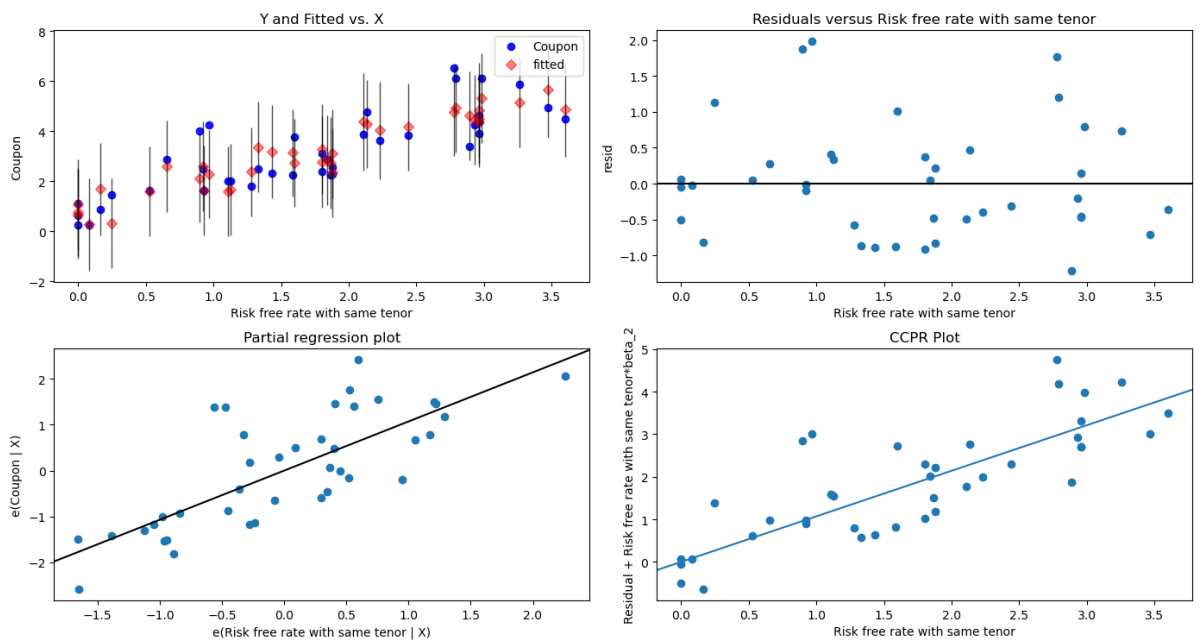 Y and Fitted vs. X
8
6
4
2
0
−2
Coupon
Coupon
fitted
0.0 0.5 1.0 1.5 2.0 2.5 3.0 3.5
Risk free rate with same tenor
Residuals versus Risk free rate with same tenor
2.0
1.5
1.0
0.5
0.0
−0.5
−1.0
resid
0.0 0.5 1.0 1.5 2.0 2.5 3.0 3.5
Risk free rate with same tenor
Partial regression plot
2
1
0
−1
−2
e(Coupon | X)
−1.5 −1.0 −0.5 0.0 0.5 1.0 1.5 2.0
e(Risk free rate with same tenor | X)
CCPR Plot
5
4
3
2
1
0
Residual + Risk free rate with same tenor*beta_2
0.0 0.5 1.0 1.5 2.0 2.5 3.0 3.5
Risk free rate with same tenor